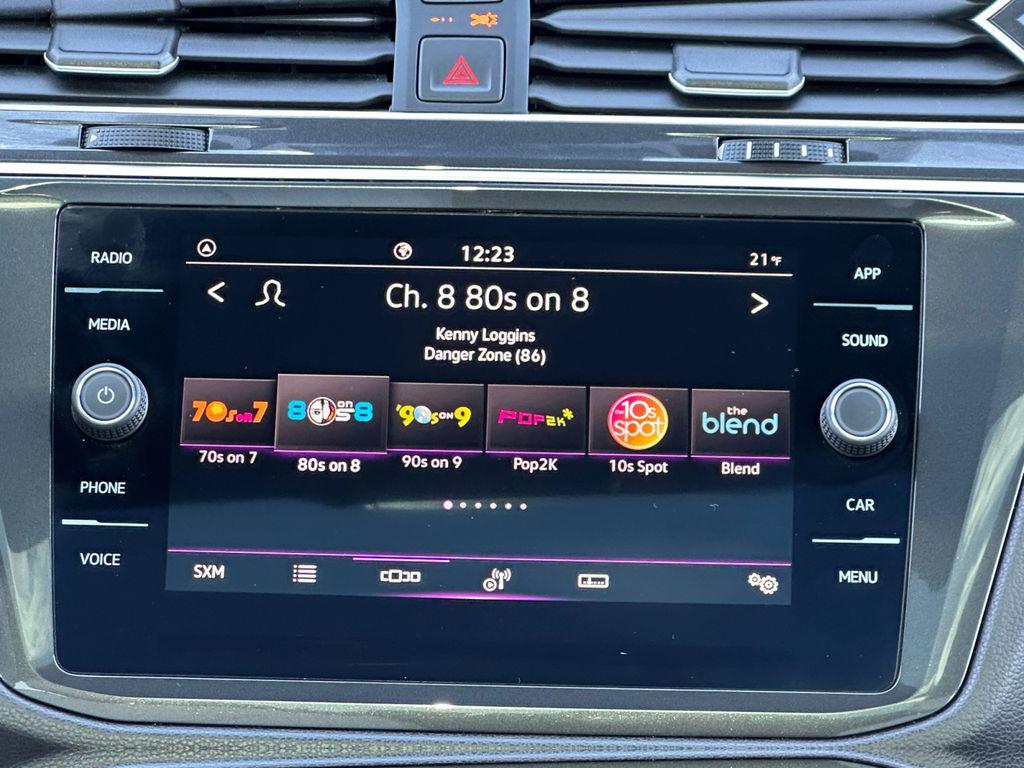 RADIO
MEDIA
PHONE
VOICE
12:23
21°F
Ch. 8 80s on 8
Kenny Loggins
Danger Zone (86)
70s on 7
80s on 8
'90s on 9
POP2K*
the 10s spot
the blend
70s on 7
80s on 8
90s on 9
Pop2K
10s Spot
Blend
SXM
APP
SOUND
CAR
MENU